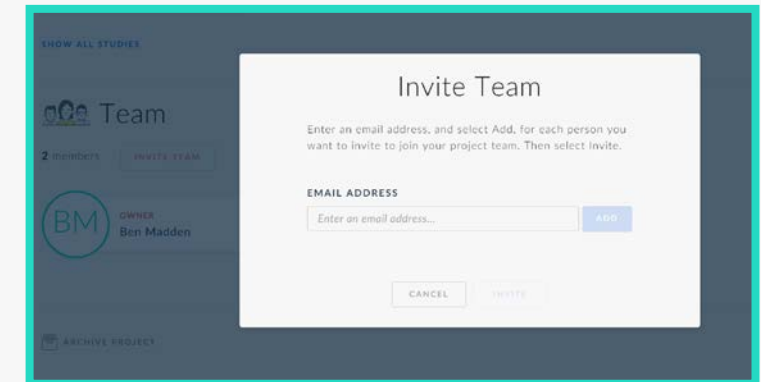 SHOW ALL STUDIES
Team
2 members INVITE TEAM
BM
OWNER
Ben Madden
ARCHIVE PROJECT
Invite Team
Enter an email address, and select Add, for each person you
want to invite to join your project team. Then select Invite.
EMAIL ADDRESS
Enter an email address... ADD
CANCEL INVITE